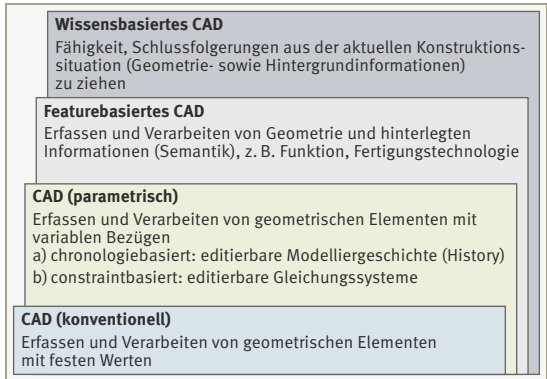 Wissensbasiertes CAD
Fähigkeit, Schlussfolgerungen aus der aktuellen Konstruktions-
situation (Geometrie- sowie Hintergrundinformationen)
zu ziehen
Featurebasiertes CAD
Erfassen und Verarbeiten von Geometrie und hinterlegten
Informationen (Semantik), z. B. Funktion, Fertigungstechnologie
CAD (parametrisch)
Erfassen und Verarbeiten von geometrischen Elementen mit
variablen Bezügen
a) chronologiebasiert: editierbare Modelliergeschichte (History)
b) constraintbasiert: editierbare Gleichungssysteme
CAD (konventionell)
Erfassen und Verarbeiten von geometrischen Elementen
mit festen Werten